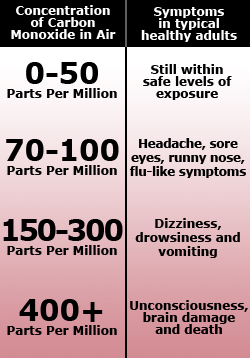 Concentration
of Carbon
Monoxide in Air
Symptoms
in typical
healthy adults
0-50
Parts Per Million
Still within
safe levels of
exposure
70-100
Parts Per Million
Headache, sore
eyes, runny nose,
flu-like symptoms
150-300
Parts Per Million
Dizziness,
drowsiness and
vomiting
400+
Parts Per Million
Unconsciousness,
brain damage
and death